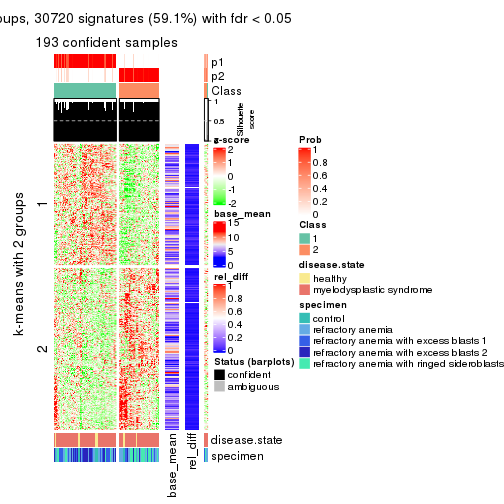 oups, 30720 signatures (59.1%) with fdr < 0.05
193 confident samples
p1
p2
Class
1
0.5
Silhouette
score
k-means with 2 groups
1
2
z-score
2
1
0
-1
-2
base_mean
15
10
5
0
rel_diff
1
0.8
0.6
0.4
0.2
0
Status (barplots)
confident
ambiguous
Prob
1
0.8
0.6
0.4
0.2
0
Class
1
2
disease.state
healthy
myelodysplastic syndrome
specimen
control
refractory anemia
refractory anemia with excess blasts 1
refractory anemia with excess blasts 2
refractory anemia with ringed sideroblasts
disease.state
specimen
base_mean
rel_diff